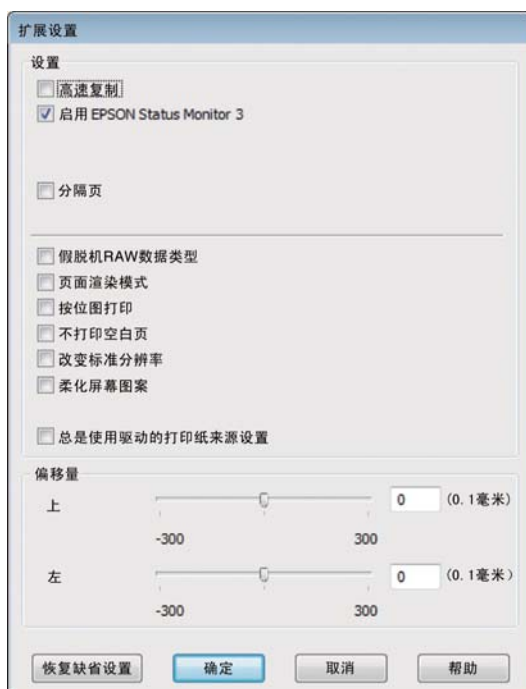 扩展设置
设置
高速复制
启用 EPSON Status Monitor 3
分隔页
假脱机RAW数据类型
页面渲染模式
按位图打印
不打印空白页
改变标准分辨率
柔化屏幕图案
总是使用驱动的打印纸来源设置
偏移量
上 0 (0.1毫米)
-300 300
左 0 (0.1毫米)
-300 300
恢复缺省设置 确定 取消 帮助